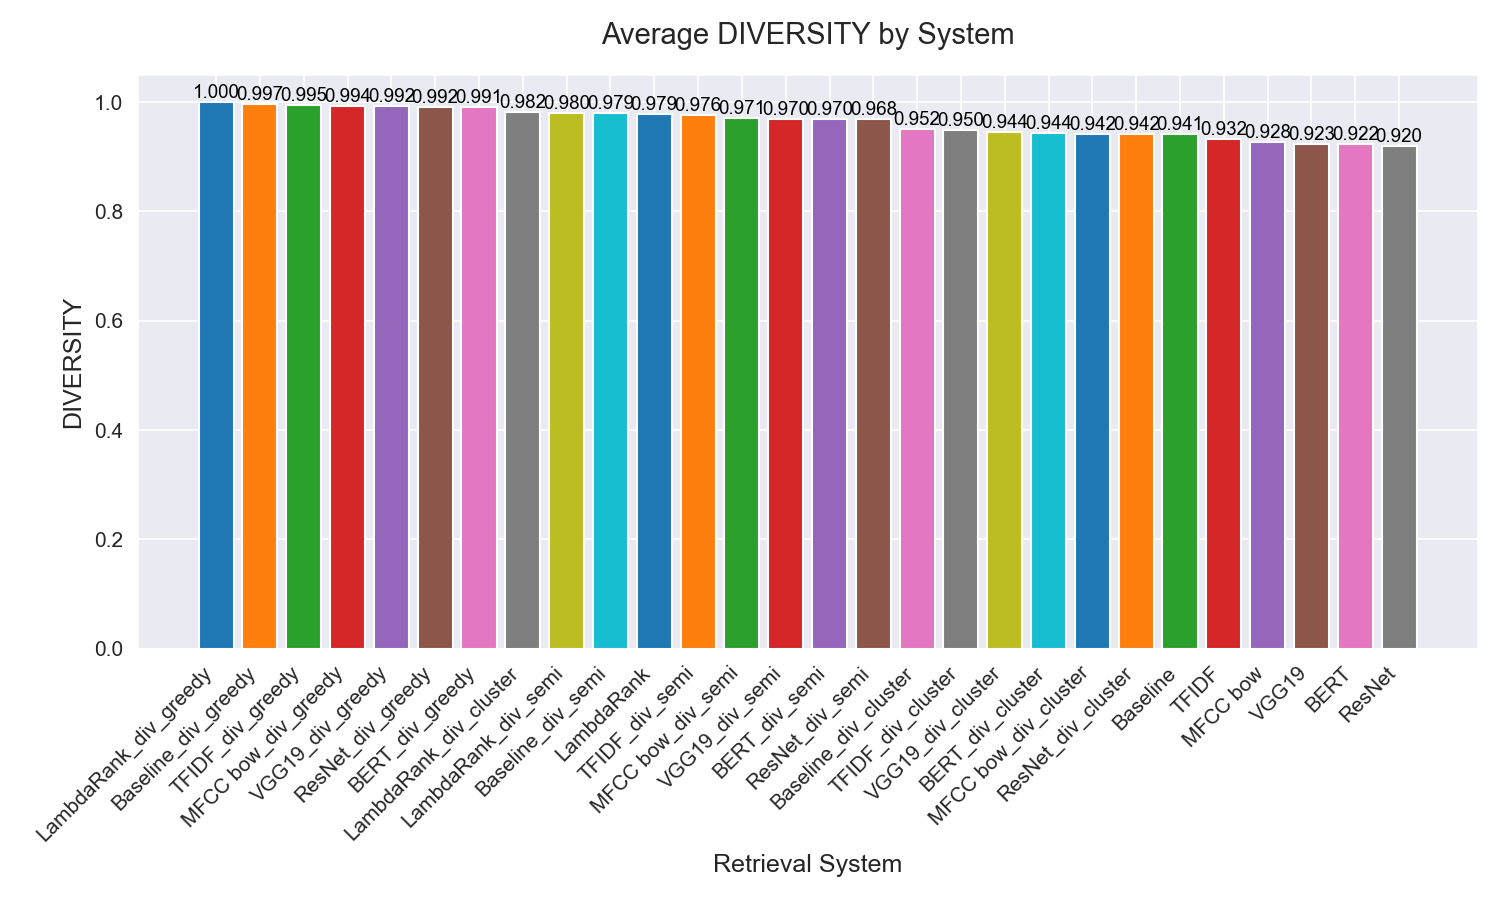 Average DIVERSITY by System
1.000 0.997 0.995 0.994 0.992 0.992 0.991 0.982 0.980 0.979 0.979 0.976 0.971 0.970 0.970 0.968 0.952 0.950 0.944 0.944 0.942 0.942 0.941 0.932 0.928 0.923 0.922 0.920
1.0
0.8
0.6
0.4
0.2
0.0
DIVERSITY
LambdaRank_div_greedy
Baseline_div_greedy
TFIDF_div_greedy
MFCC bow_div_greedy
VGG19_div_greedy
ResNet_div_greedy
BERT_div_greedy
LambdaRank_div_cluster
LambdaRank_div_semi
Baseline_div_semi
LambdaRank
TFIDF_div_semi
MFCC bow_div_semi
VGG19_div_semi
BERT_div_semi
ResNet_div_semi
Baseline_div_cluster
TFIDF_div_cluster
VGG19_div_cluster
BERT_div_cluster
MFCC bow_div_cluster
ResNet_div_cluster
Baseline
TFIDF
MFCC bow
VGG19
BERT
ResNet
Retrieval System